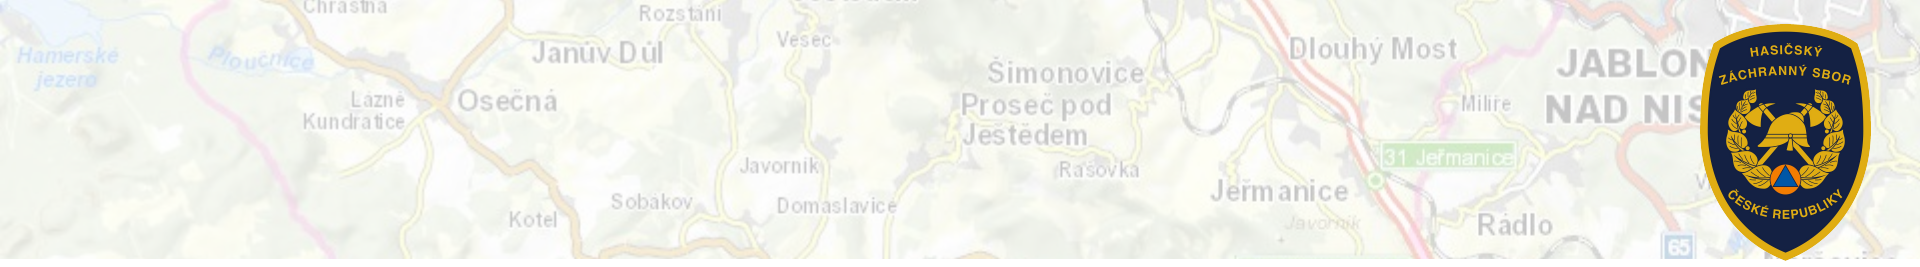 Chrastná
Hamerské
jezero
Ploučnice
Lázně
Kundratice
Osečná
Janův Důl
Rozstání
Vesec
Kotel
Sobákov
Javorník
Domaslavice
Šimonovice
Proseč pod
Ještědem
Rašovka
Dlouhý Most
31 Jeřmanice
Jeřmanice
Javorník
Milíře
Rádlo
65
JABLON
NAD NIS
HASIČSKÝ
ZÁCHRANNÝ SBOR
ČESKÉ REPUBLIKY